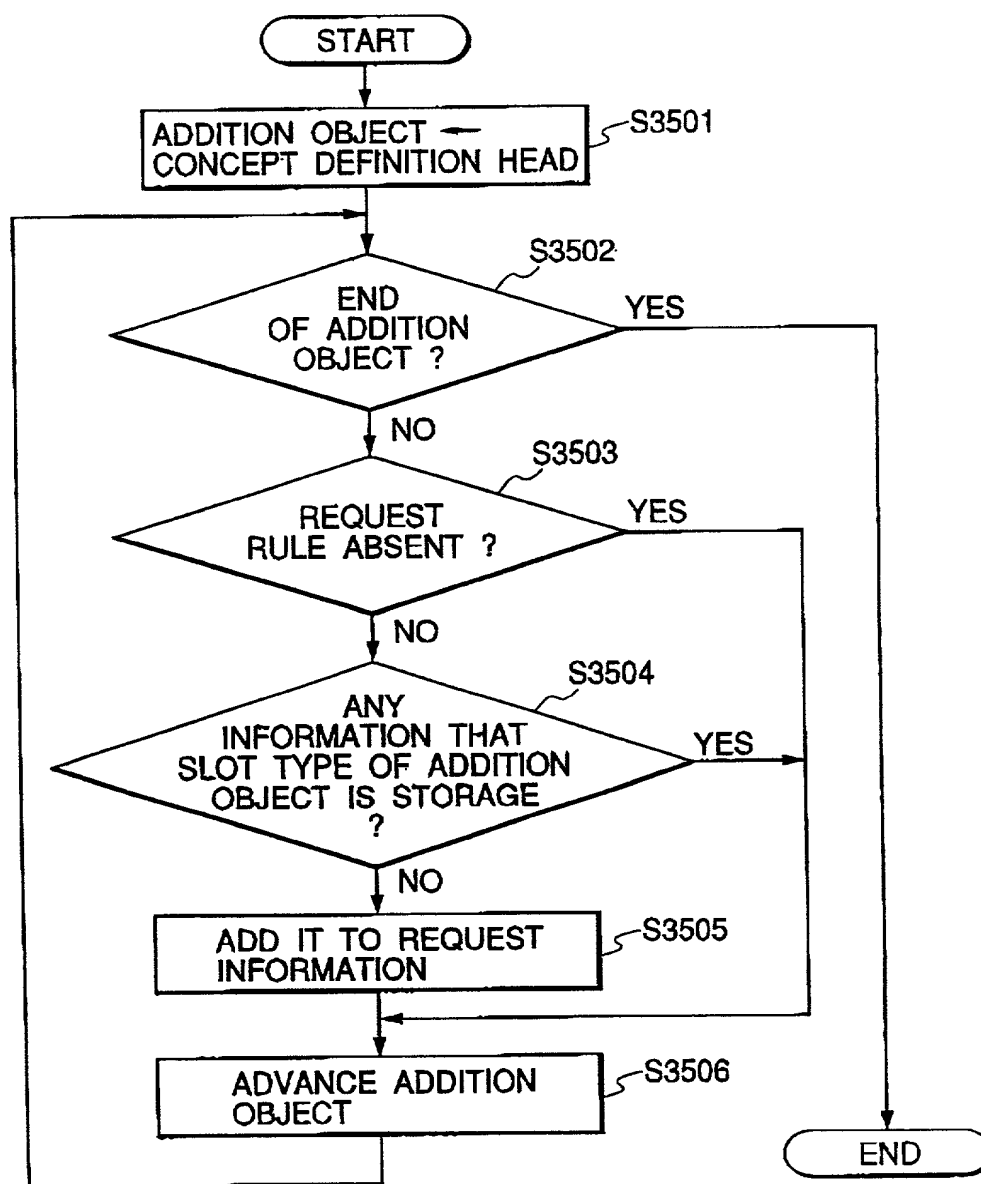 START
ADDITION OBJECT ←
CONCEPT DEFINITION HEAD
S3501
S3502
END
OF ADDITION
OBJECT ?
YES
NO
S3503
REQUEST
RULE ABSENT ?
YES
NO
S3504
ANY
INFORMATION THAT
SLOT TYPE OF ADDITION
OBJECT IS STORAGE
?
YES
NO
ADD IT TO REQUEST
INFORMATION
S3505
ADVANCE ADDITION
OBJECT
S3506
END